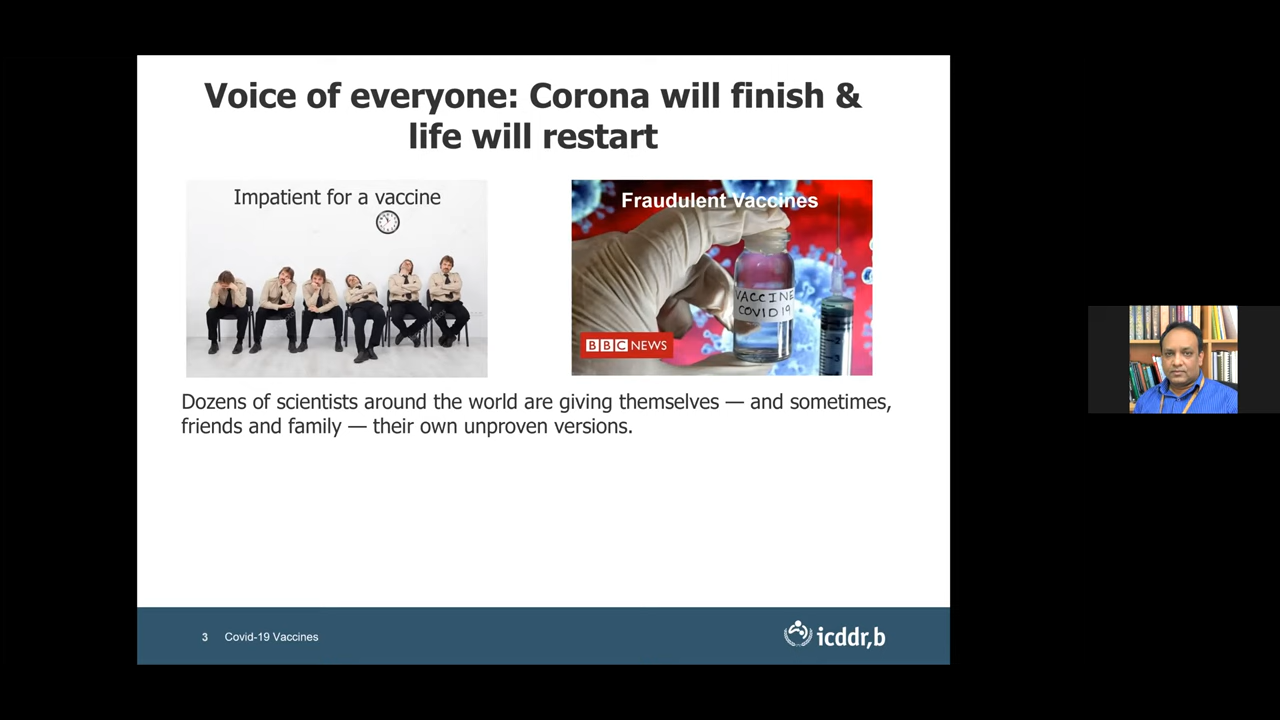 Voice of everyone: Corona will finish &
life will restart
Impatient for a vaccine
Fraudulent Vaccines
VACCINE
COVID19
BBC NEWS
Dozens of scientists around the world are giving themselves — and sometimes,
friends and family — their own unproven versions.
3 Covid-19 Vaccines
icddr,b